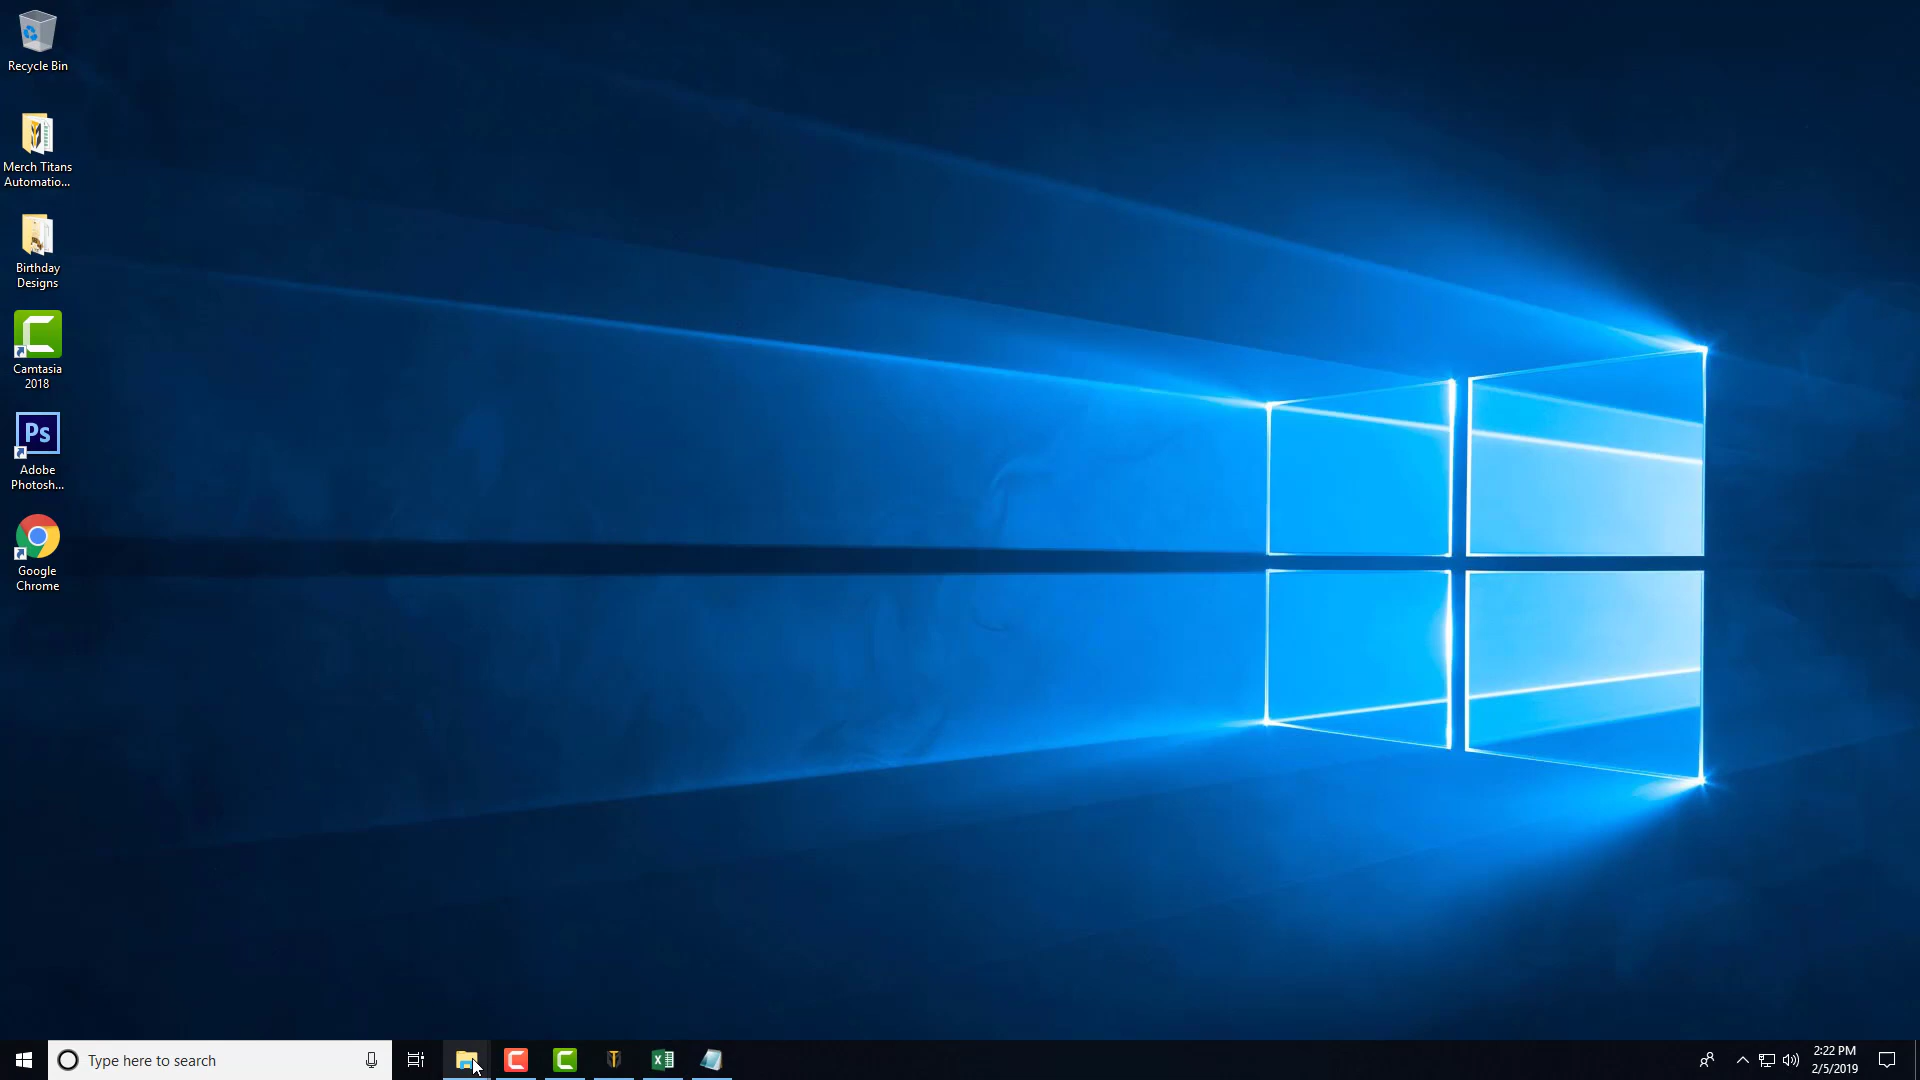 Recycle Bin
Merch Titans
Automatio...
Birthday
Designs
Camtasia
2018
Ps
Adobe
Photosh...
Google
Chrome
Type here to search
2:22 PM
2/5/2019